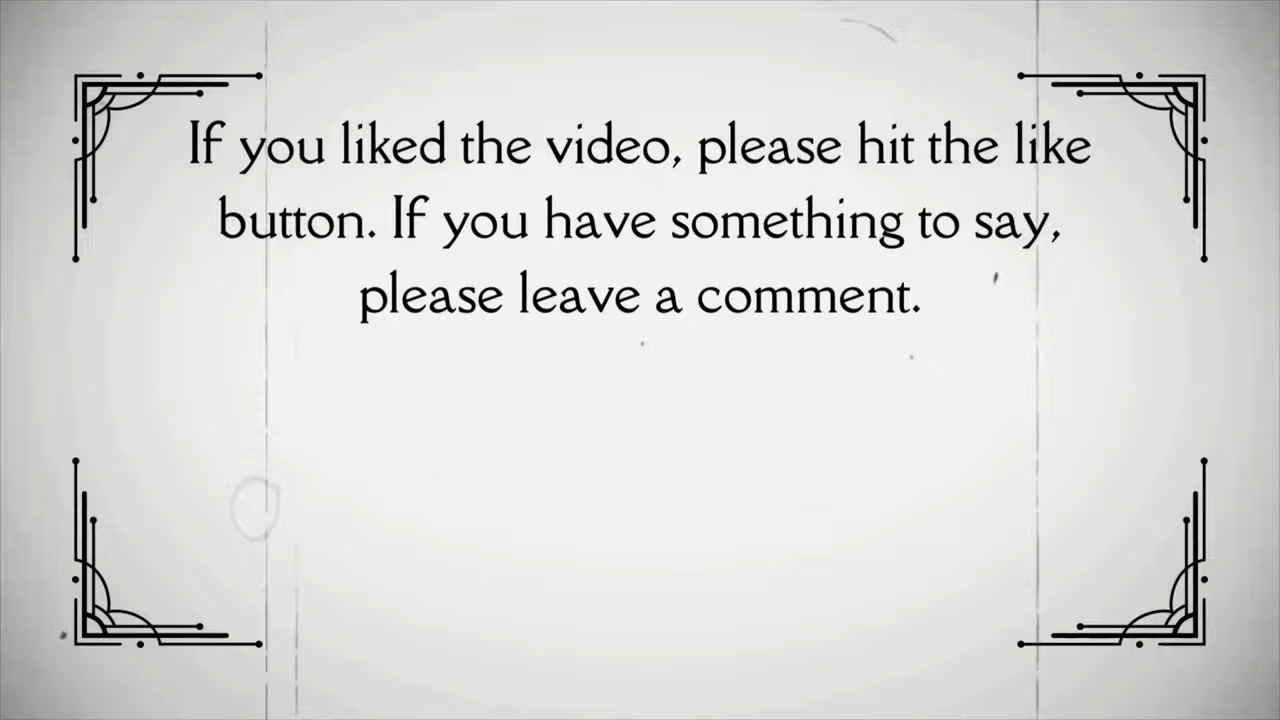 If you liked the video, please hit the like
button. If you have something to say,
please leave a comment.